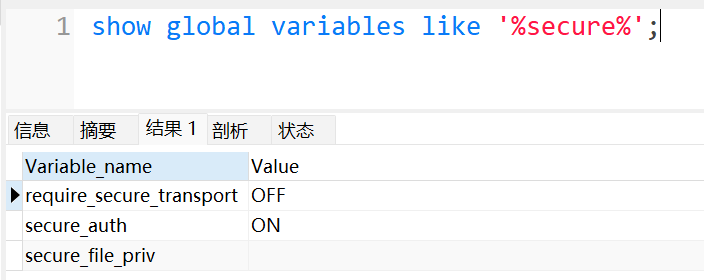 1 show global variables like '%secure%';
信息 摘要 结果 1 剖析 状态
Variable_name Value
require_secure_transport OFF
secure_auth ON
secure_file_priv